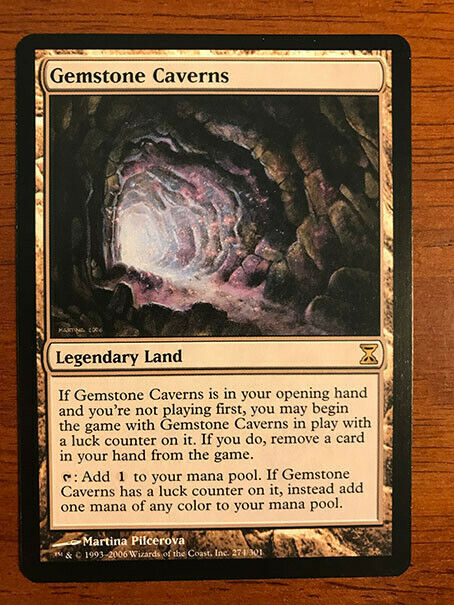 Gemstone Caverns
MARTINA 2006
Legendary Land
If Gemstone Caverns is in your opening hand
and you're not playing first, you may begin
the game with Gemstone Caverns in play with
a luck counter on it. If you do, remove a card
in your hand from the game.
: Add 1 to your mana pool. If Gemstone
Caverns has a luck counter on it, instead add
one mana of any color to your mana pool.
Martina Pilcerova
™ & © 1993–2006 Wizards of the Coast, Inc. 274/301